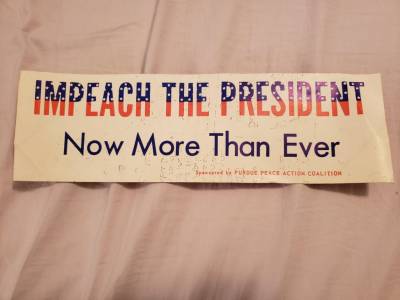 IMPEACH THE PRESIDENT
Now More Than Ever
Sponsored by PURDUE PEACE ACTION COALITION